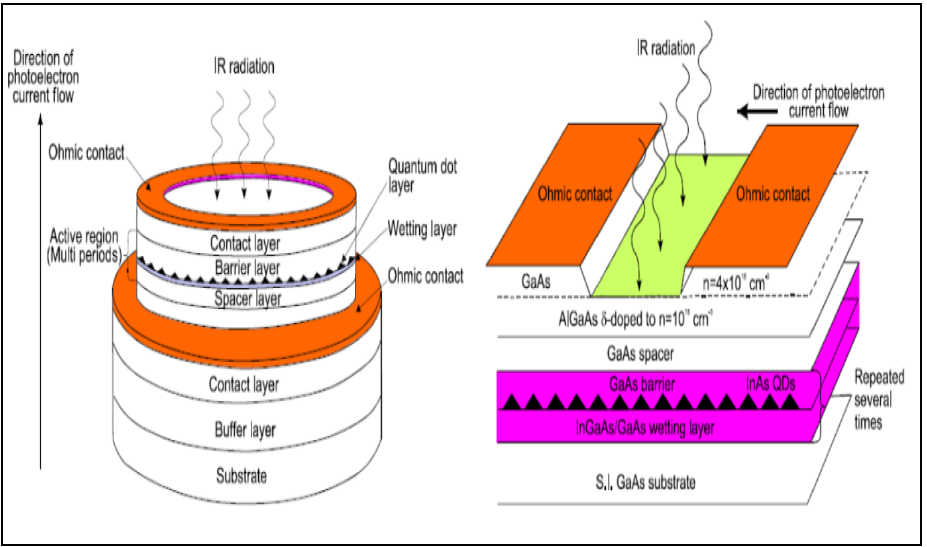 Direction of
photoelectron
current flow
IR radiation
Ohmic contact
Quantum dot
layer
Wetting layer
Active region
(Multi periods)
Contact layer
Barrier layer
Spacer layer
Ohmic contact
Contact layer
Buffer layer
Substrate
IR radiation
Direction of photoelectron
current flow
Ohmic contact
Ohmic contact
GaAs
AlGaAs δ-doped to
GaAs spacer
GaAs barrier
InAs QDs
InGaAs/GaAs wetting layer
Repeated
several
times
S.I. GaAs substrate